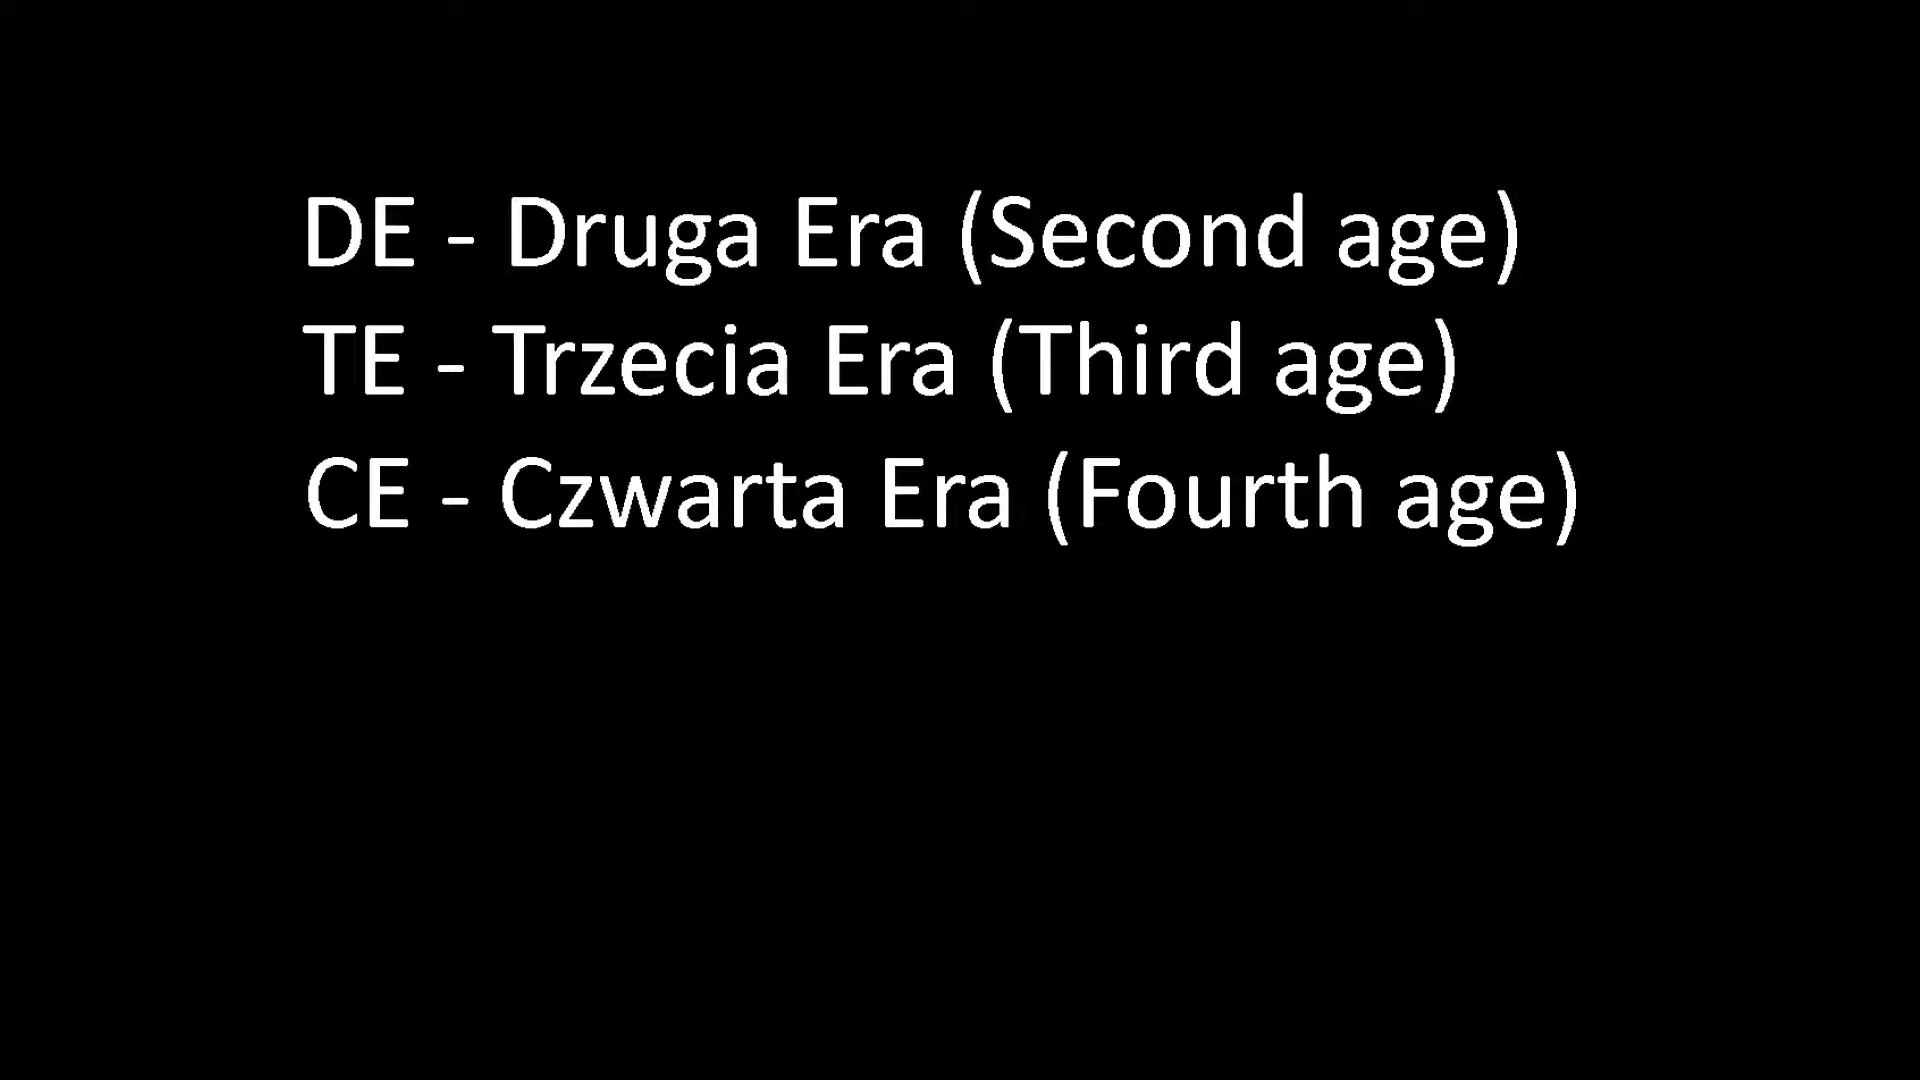 DE - Druga Era (Second age)
TE - Trzecia Era (Third age)
CE - Czwarta Era (Fourth age)